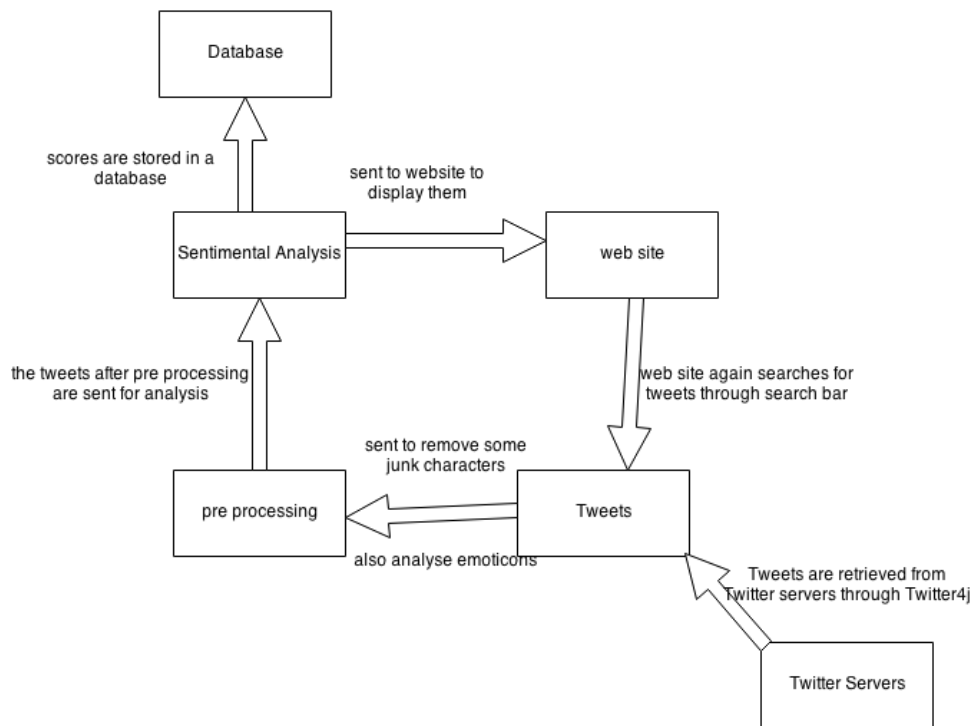 Database
scores are stored in a
database
sent to website to
display them
Sentimental Analysis
web site
the tweets after pre processing
are sent for analysis
web site again searches for
tweets through search bar
sent to remove some
junk characters
pre processing
Tweets
also analyse emoticons
Tweets are retrieved from
Twitter servers through Twitter4j
Twitter Servers